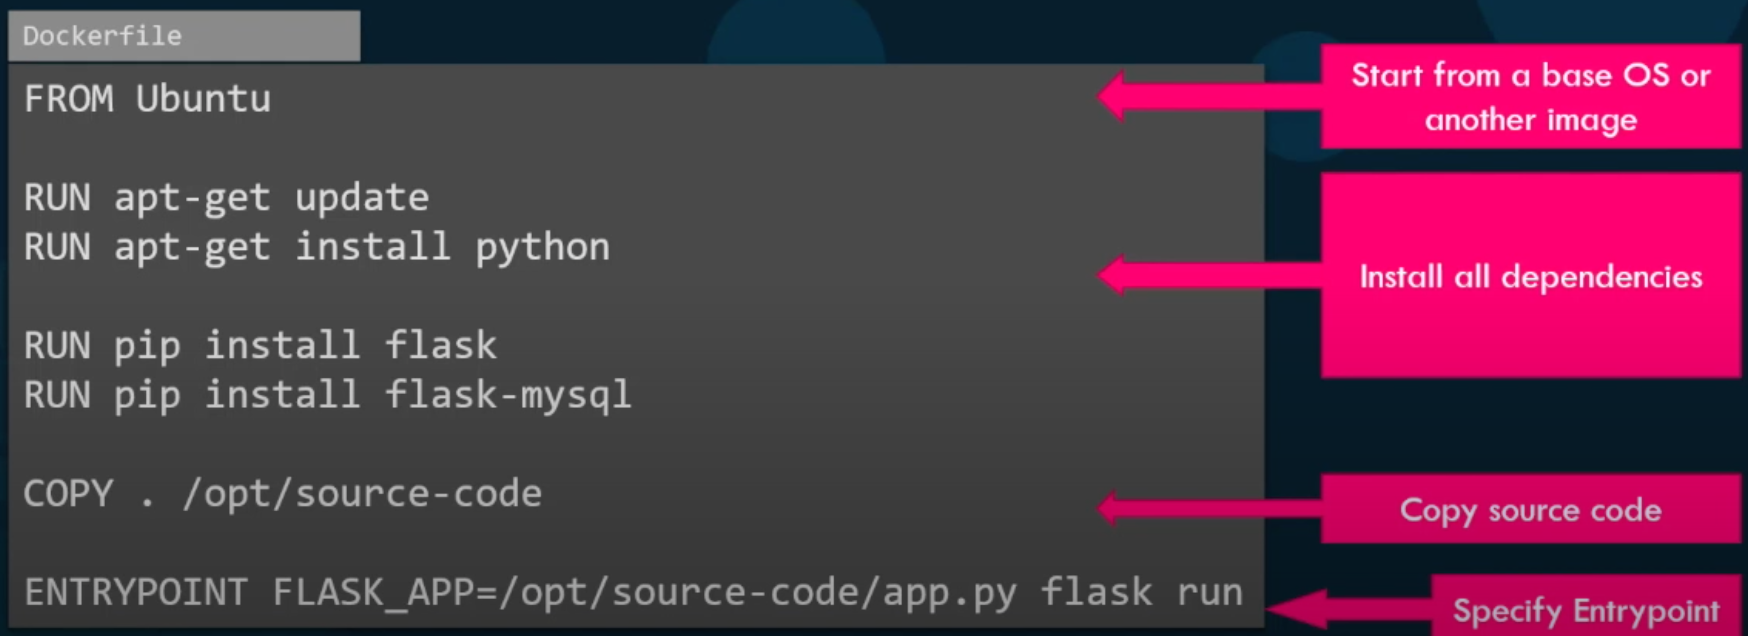 Dockerfile
FROM Ubuntu
RUN apt-get update
RUN apt-get install python
RUN pip install flask
RUN pip install flask-mysql
COPY . /opt/source-code
ENTRYPOINT FLASK_APP=/opt/source-code/app.py flask run
Start from a base OS or
another image
Install all dependencies
Copy source code
Specify Entrypoint